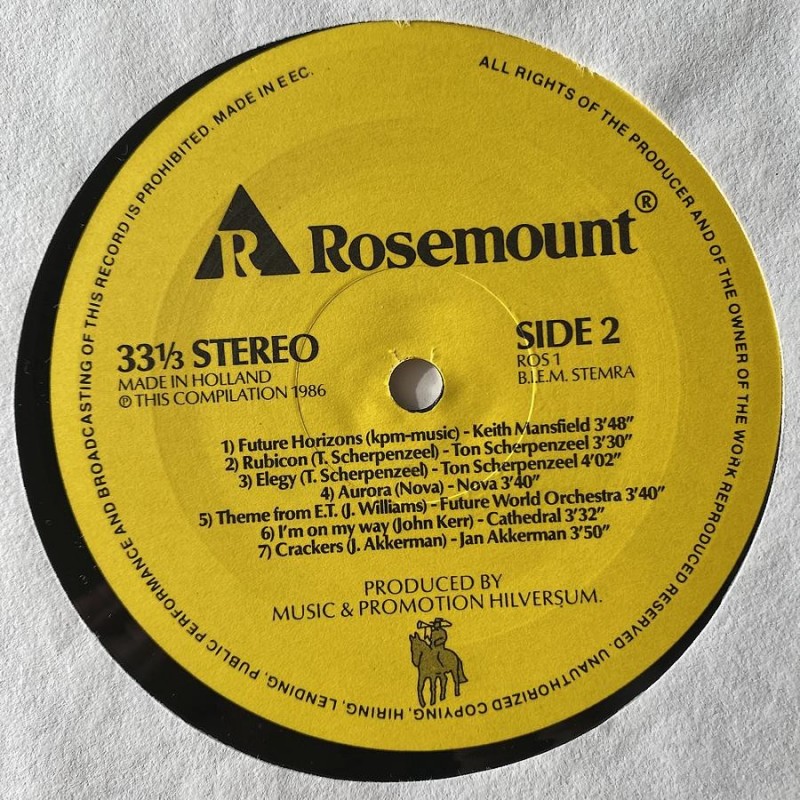 ALL RIGHTS OF THE PRODUCER AND OF THE OWNER OF THE WORK REPRODUCED RESERVED. UNAUTHORIZED COPYING, HIRING, LENDING, PUBLIC PERFORMANCE AND BROADCASTING OF THIS RECORD IS PROHIBITED. MADE IN EEC.
R Rosemount®
33⅓ STEREO
MADE IN HOLLAND
℗ THIS COMPILATION 1986
SIDE 2
ROS 1
B.I.E.M. STEMRA
1) Future Horizons (kpm-music) - Keith Mansfield 3'48"
2) Rubicon (T. Scherpenzeel) - Ton Scherpenzeel 3'30"
3) Elegy (T. Scherpenzeel) - Ton Scherpenzeel 4'02"
4) Aurora (Nova) - Nova 3'40"
5) Theme from E.T. (J. Williams) - Future World Orchestra 3'40"
6) I'm on my way (John Kerr) - Cathedral 3'32"
7) Crackers (J. Akkerman) - Jan Akkerman 3'50"
PRODUCED BY
MUSIC & PROMOTION HILVERSUM.